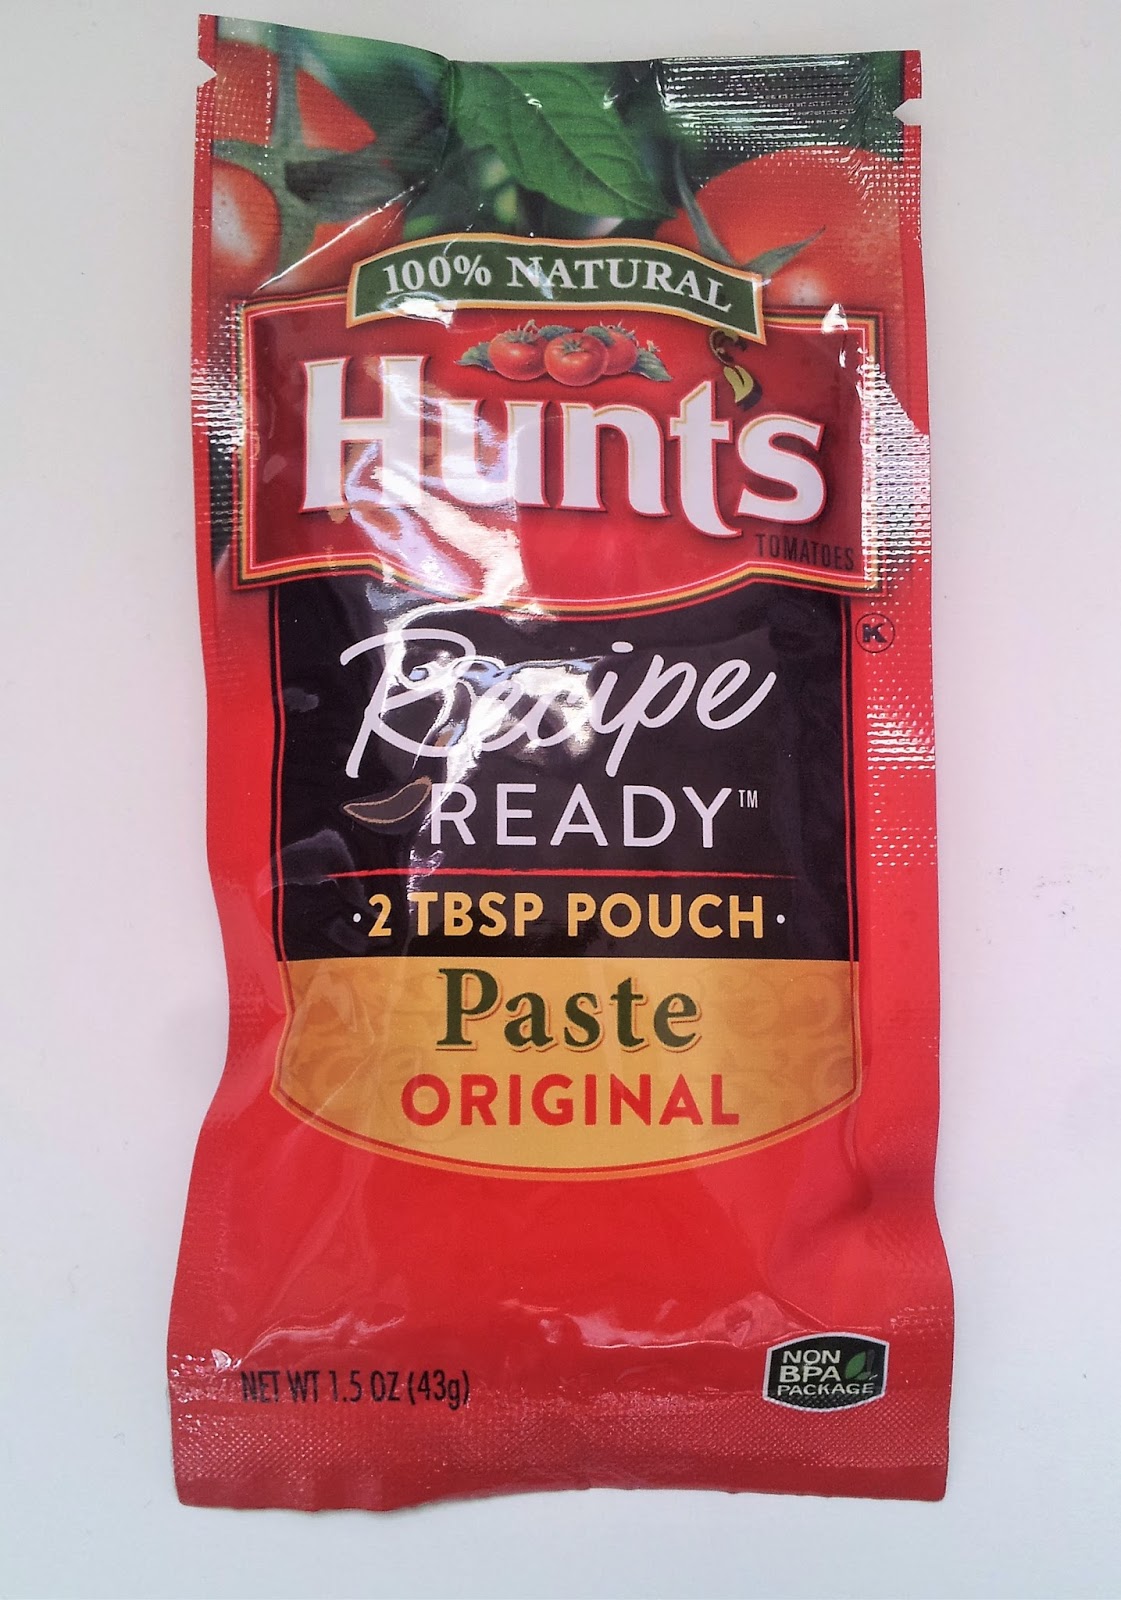 100% NATURAL
Hunt's
TOMATOES
K
Recipe
READY™
·2 TBSP POUCH·
Paste
ORIGINAL
NET WT 1.5 OZ (43g)
NON
BPA
PACKAGE